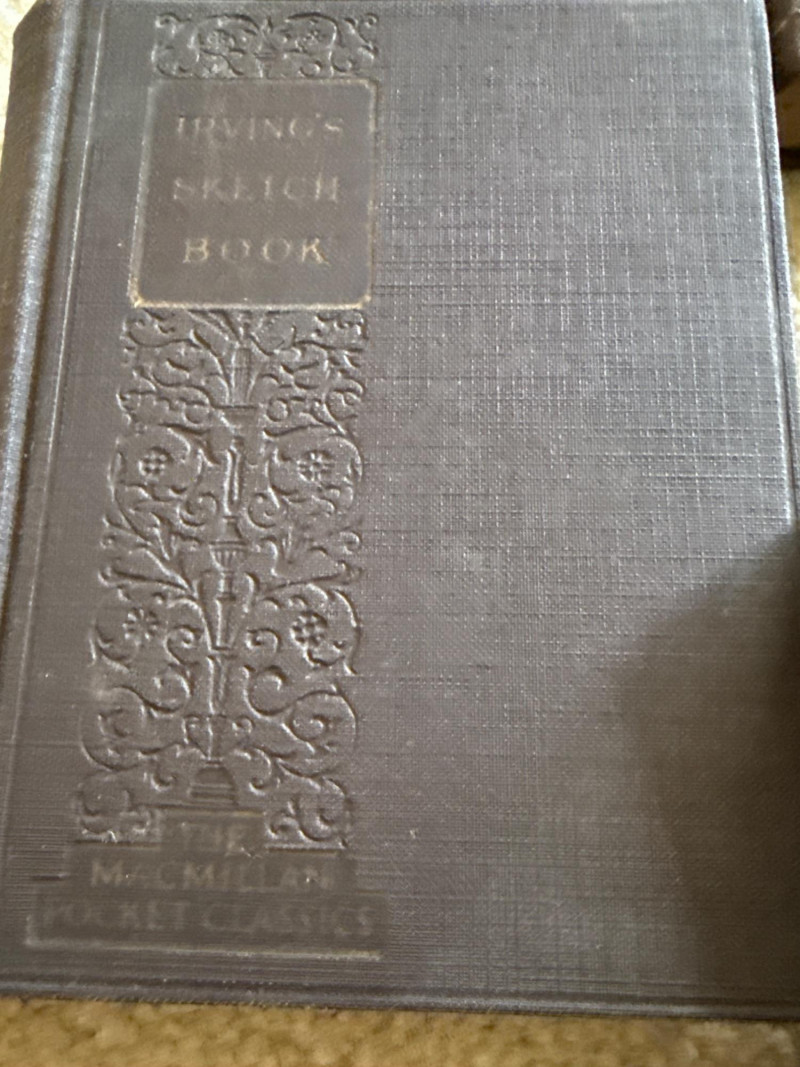 IRVING'S
SKETCH
BOOK
THE
MACMILLAN
POCKET CLASSICS